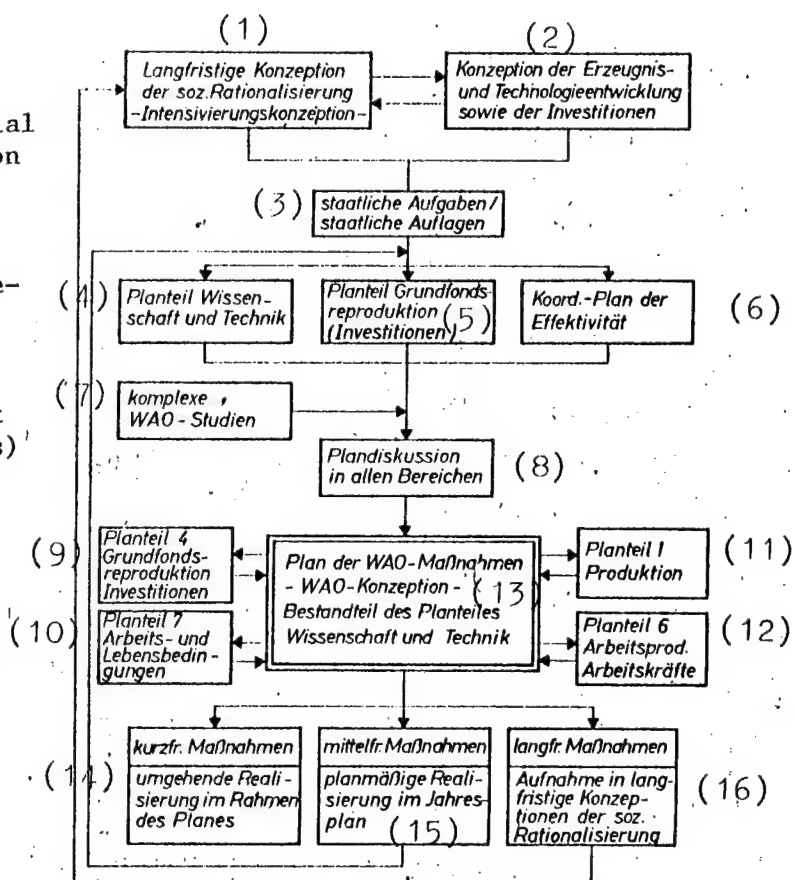 (1)
(2)
Langfristige Konzeption
der soz. Rationalisierung
-Intensivierungskonzeption-
Konzeption der Erzeugnis-
und Technologieentwicklung
sowie der Investitionen
(3)
staatliche Aufgaben/
staatliche Auflagen
(4)
Planteil Wissen-
schaft und Technik
Planteil Grundfonds-
reproduktion
(Investitionen)
(5)
Koord.-Plan der
Effektivität
(6)
(7)
komplexe
WAO-Studien
Plandiskussion
in allen Bereichen
(8)
(9)
Planteil 4
Grundfonds-
reproduktion
Investitionen
(10)
Planteil 7
Arbeits- und
Lebensbedin-
gungen
Plan der WAO-Maßnahmen
- WAO-Konzeption -
Bestandteil des Planteiles
Wissenschaft und Technik
(13)
Planteil 1
Produktion
(11)
Planteil 6
Arbeitsprod.
Arbeitskräfte
(12)
kurzfr. Maßnahmen
(14)
umgehende Reali-
sierung im Rahmen
des Planes
mittelfr. Maßnahmen
planmäßige Reali-
sierung im Jahres-
plan
(15)
langfr. Maßnahmen
Aufnahme in lang-
fristige Konzep-
tionen der soz.
Rationalisierung
(16)